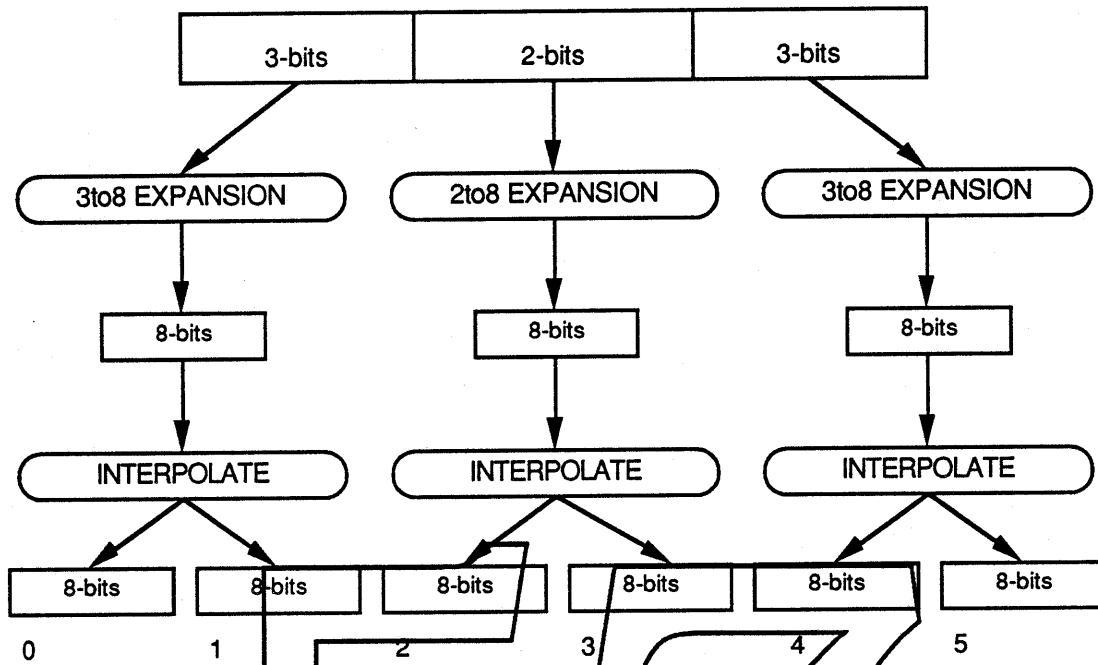 3-bits 2-bits 3-bits
3to8 EXPANSION 2to8 EXPANSION 3to8 EXPANSION
8-bits 8-bits 8-bits
INTERPOLATE INTERPOLATE INTERPOLATE
8-bits 8-bits 8-bits 8-bits 8-bits 8-bits
0 1 2 3 4 5